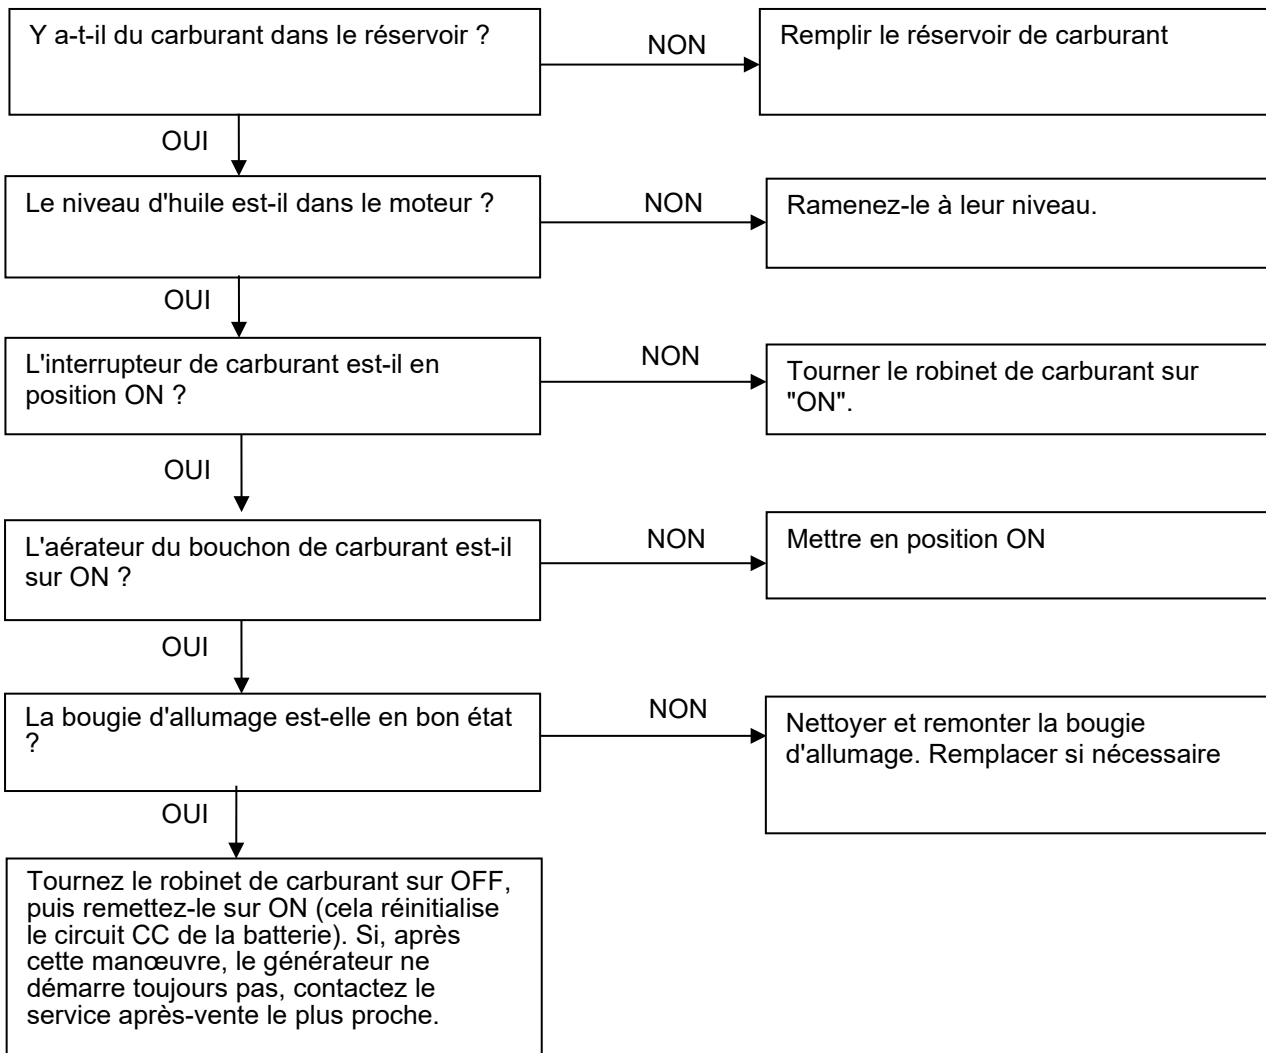 Y a-t-il du carburant dans le réservoir ?
NON
Remplir le réservoir de carburant
OUI
Le niveau d'huile est-il dans le moteur ?
NON
Ramenez-le à leur niveau.
OUI
L'interrupteur de carburant est-il en
position ON ?
NON
Tourner le robinet de carburant sur
"ON".
OUI
L'aérateur du bouchon de carburant est-il
sur ON ?
NON
Mettre en position ON
OUI
La bougie d'allumage est-elle en bon état
?
NON
Nettoyer et remonter la bougie
d'allumage. Remplacer si nécessaire
OUI
Tournez le robinet de carburant sur OFF,
puis remettez-le sur ON (cela réinitialise
le circuit CC de la batterie). Si, après
cette manœuvre, le générateur ne
démarre toujours pas, contactez le
service après-vente le plus proche.